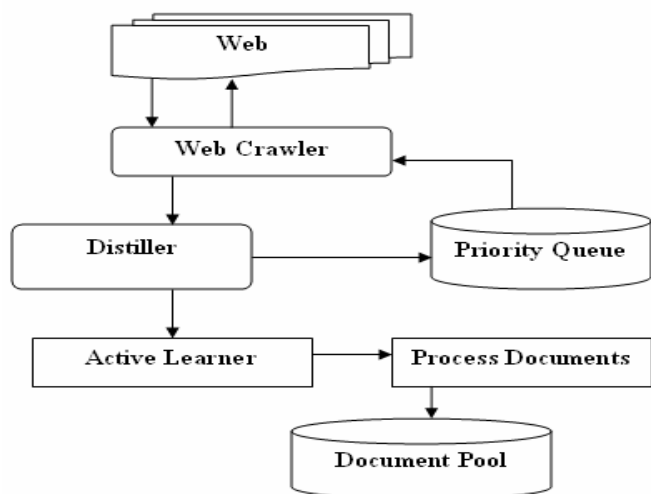 Web
Web Crawler
Distiller
Priority Queue
Active Learner
Process Documents
Document Pool